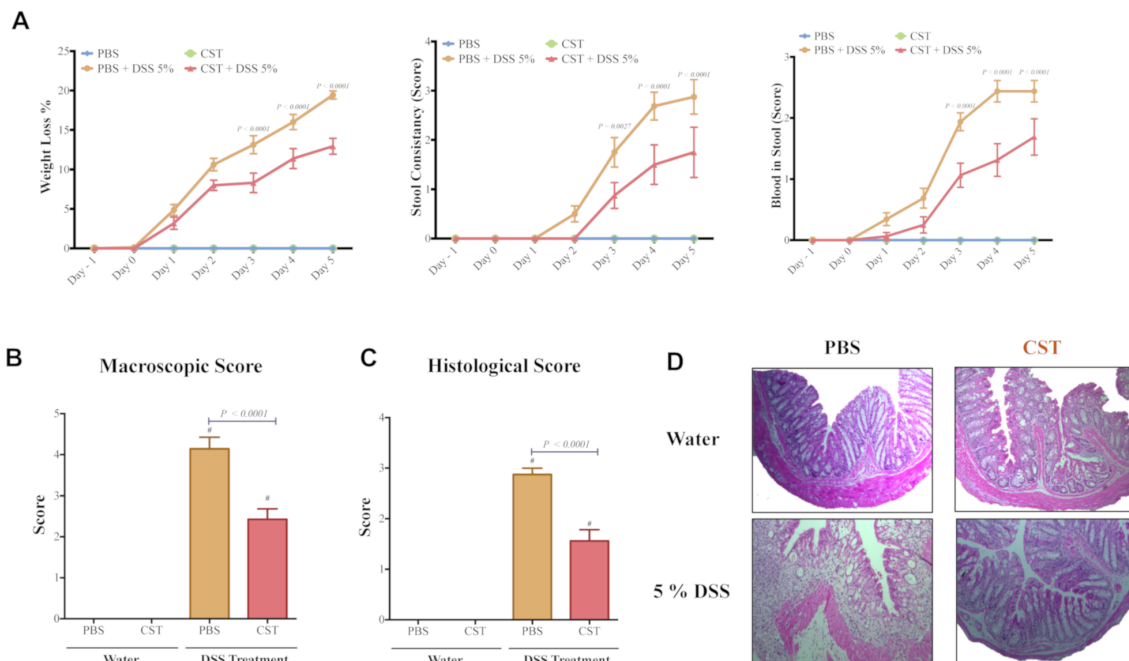 A
PBS
CST
PBS + DSS 5%
CST + DSS 5%
Weight Loss %
25
20
15
10
5
0
P < 0.0001
P < 0.0001
P < 0.0001
Day - 1
Day 0
Day 1
Day 2
Day 3
Day 4
Day 5
PBS
CST
PBS + DSS 5%
CST + DSS 5%
Stool Consistancy (Score)
4
3
2
1
0
P = 0.0027
P < 0.0001
P < 0.0001
Day - 1
Day 0
Day 1
Day 2
Day 3
Day 4
Day 5
PBS
CST
PBS + DSS 5%
CST + DSS 5%
Blood in Stool (Score)
3
2
1
0
P < 0.0001
P < 0.0001
P < 0.0001
Day - 1
Day 0
Day 1
Day 2
Day 3
Day 4
Day 5
B
Macroscopic Score
Score
5
4
3
2
1
0
P < 0.0001
#
#
PBS
CST
PBS
CST
Water
DSS Treatment
C
Histological Score
Score
4
3
2
1
0
P < 0.0001
#
#
PBS
CST
PBS
CST
Water
DSS Treatment
D
PBS
CST
Water
5 % DSS